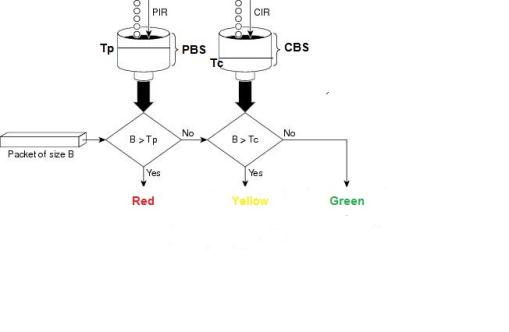 PIR
CIR
Tp
PBS
CBS
Tc
B > Tp
No
B > Tc
No
Packet of size B
Yes
Yes
Red
Yellow
Green